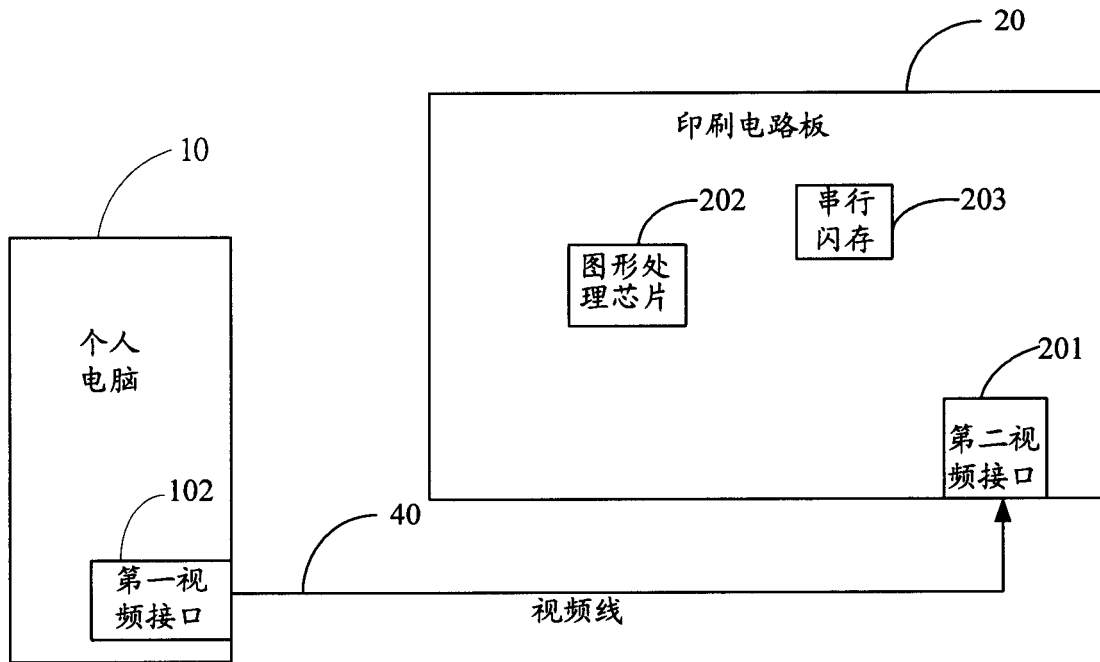 20
印刷电路板
10
202
串行
闪存
203
图形处
理芯片
个人
电脑
201
第二视
频接口
102
40
第一视
频接口
视频线